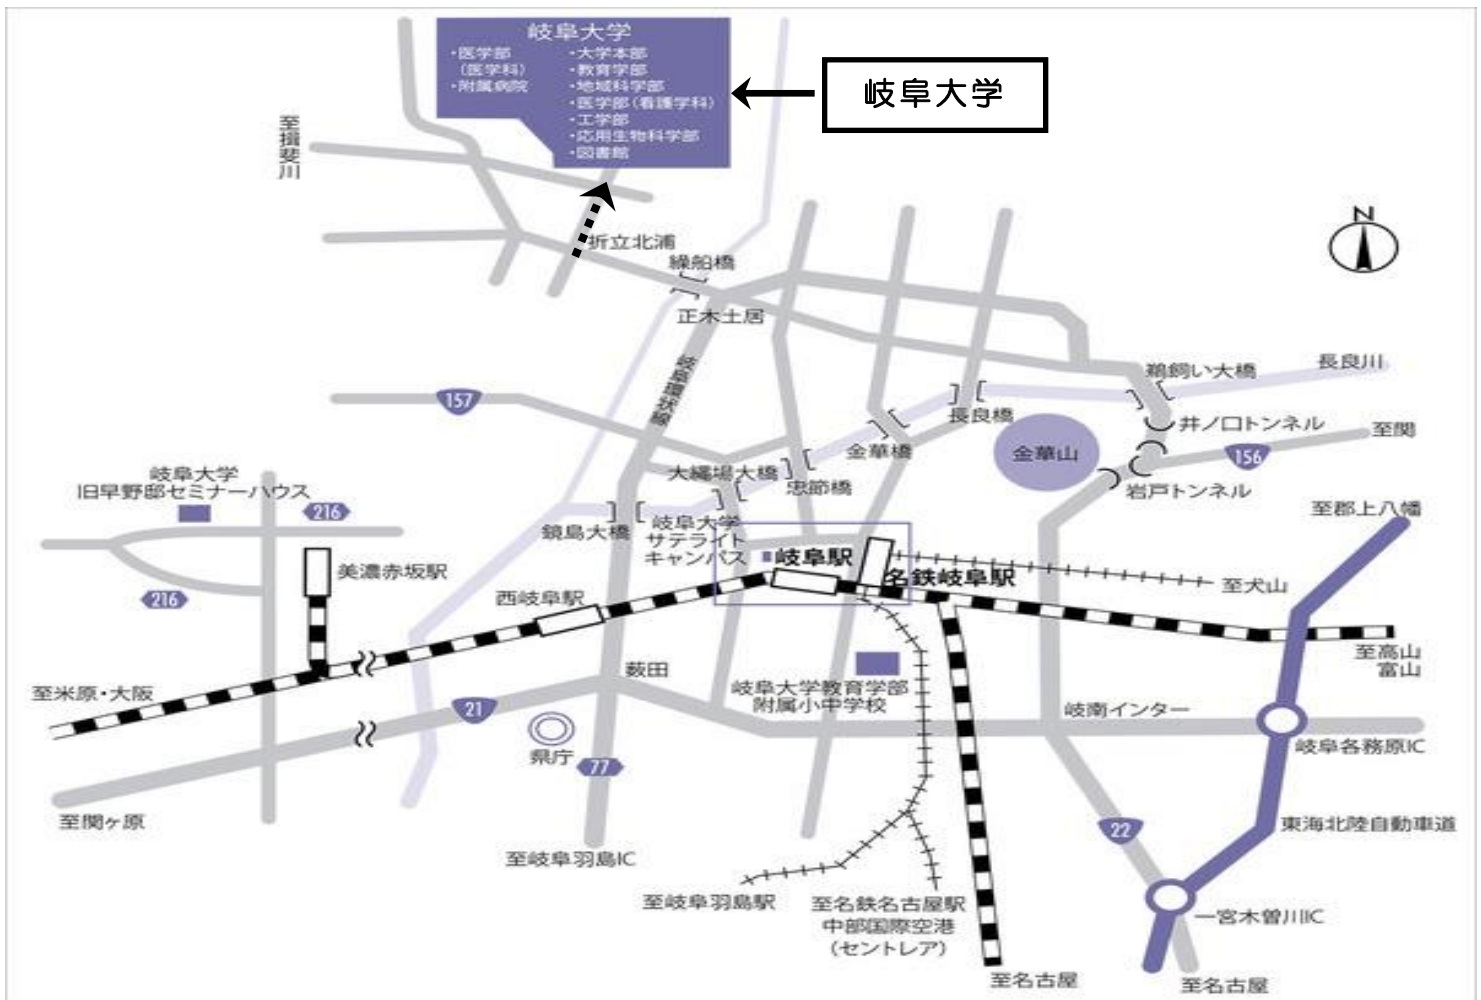 岐阜大学
・医学部
(医学科)
・附属病院
・大学本部
・教育学部
・地域科学部
・医学部(看護学科)
・工学部
・応用生物科学部
・図書館
岐阜大学
至揖斐川
N
折立北浦
繰船橋
正木土居
岐阜環状線
長良川
鵜飼い大橋
157
長良橋
井ノ口トンネル
至関
金華橋
金華山
156
岐阜大学
旧早野邸セミナーハウス
大縄場大橋
忠節橋
岩戸トンネル
216
鏡島大橋
岐阜大学
サテライト
キャンパス
至郡上八幡
岐阜駅
名鉄岐阜駅
美濃赤坂駅
至犬山
216
西岐阜駅
至高山
富山
薮田
至米原・大阪
岐阜大学教育学部
附属小中学校
21
岐南インター
岐阜各務原IC
県庁
77
至関ヶ原
22
東海北陸自動車道
至岐阜羽島IC
至岐阜羽島駅
至名鉄名古屋駅
中部国際空港
(セントレア)
一宮木曽川IC
至名古屋
至名古屋